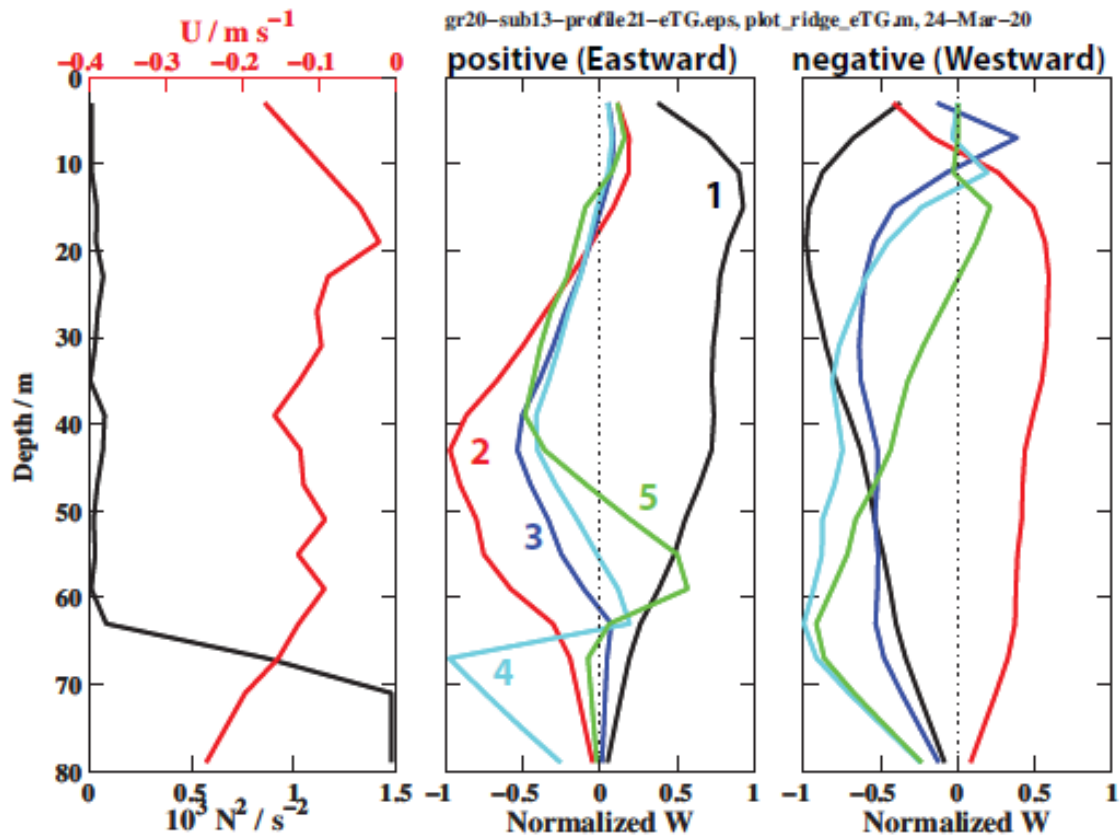 gr20-sub13-profile21-eTG.eps, plot_ridge_eTG.m, 24-Mar-20
U / m s⁻¹
−0.4 −0.3 −0.2 −0.1 0
positive (Eastward)
negative (Westward)
0
10
20
30
40
50
60
70
80
Depth / m
1
2
3
4
5
0 0.5 1 1.5
10³ N² / s⁻²
−1 −0.5 0 0.5 1
Normalized W
−1 −0.5 0 0.5 1
Normalized W